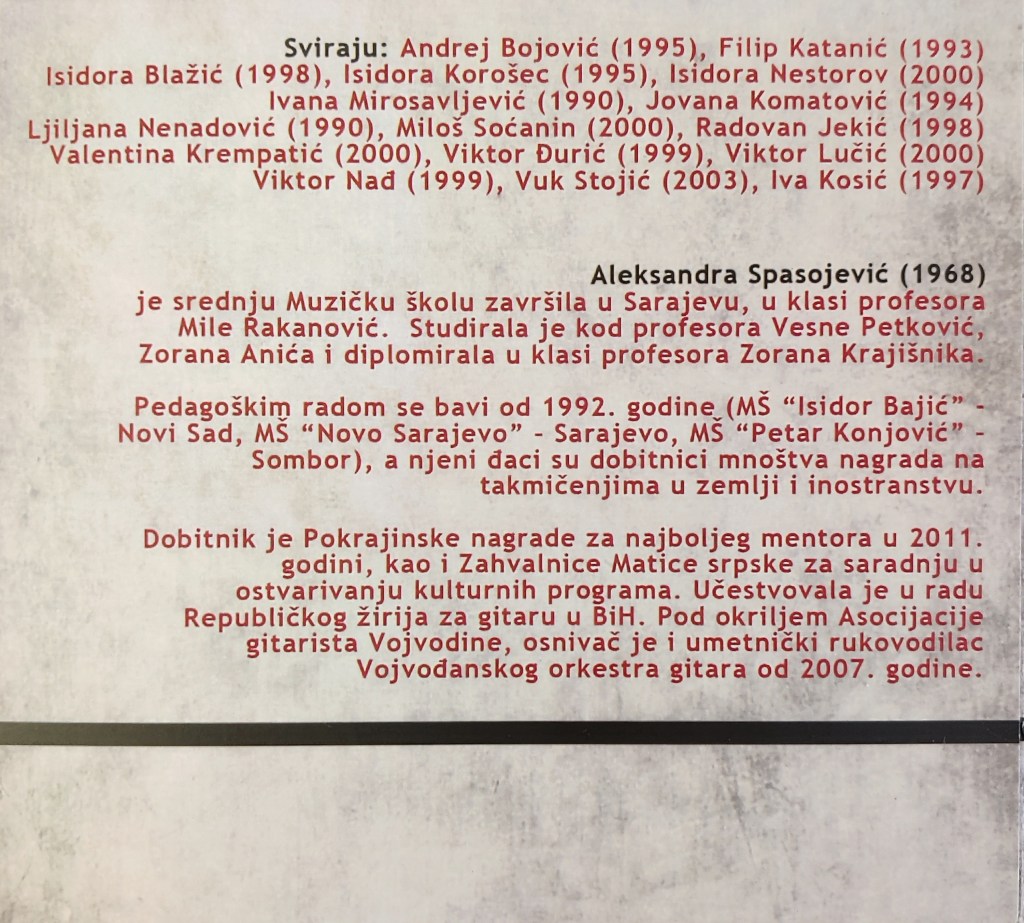 Sviraju: Andrej Bojović (1995), Filip Katanić (1993)
Isidora Blažić (1998), Isidora Korošec (1995), Isidora Nestorov (2000)
Ivana Mirosavljević (1990), Jovana Komatović (1994)
Ljiljana Nenadović (1990), Miloš Soćanin (2000), Radovan Jekić (1998)
Valentina Krempatić (2000), Viktor Đurić (1999), Viktor Lučić (2000)
Viktor Nađ (1999), Vuk Stojić (2003), Iva Kosić (1997)
Aleksandra Spasojević (1968)
je srednju Muzičku školu završila u Sarajevu, u klasi profesora
Mile Rakanović. Studirala je kod profesora Vesne Petković,
Zorana Anića i diplomirala u klasi profesora Zorana Krajišnika.
Pedagoškim radom se bavi od 1992. godine (MŠ “Isidor Bajić” -
Novi Sad, MŠ “Novo Sarajevo” - Sarajevo, MŠ “Petar Konjović” -
Sombor), a njeni đaci su dobitnici mnoštva nagrada na
takmičenjima u zemlji i inostranstvu.
Dobitnik je Pokrajinske nagrade za najboljeg mentora u 2011.
godini, kao i Zahvalnice Matice srpske za saradnju u
ostvarivanju kulturnih programa. Učestvovala je u radu
Republičkog žirija za gitaru u BiH. Pod okriljem Asocijacije
gitarista Vojvodine, osnivač je i umetnički rukovodilac
Vojvođanskog orkestra gitara od 2007. godine.